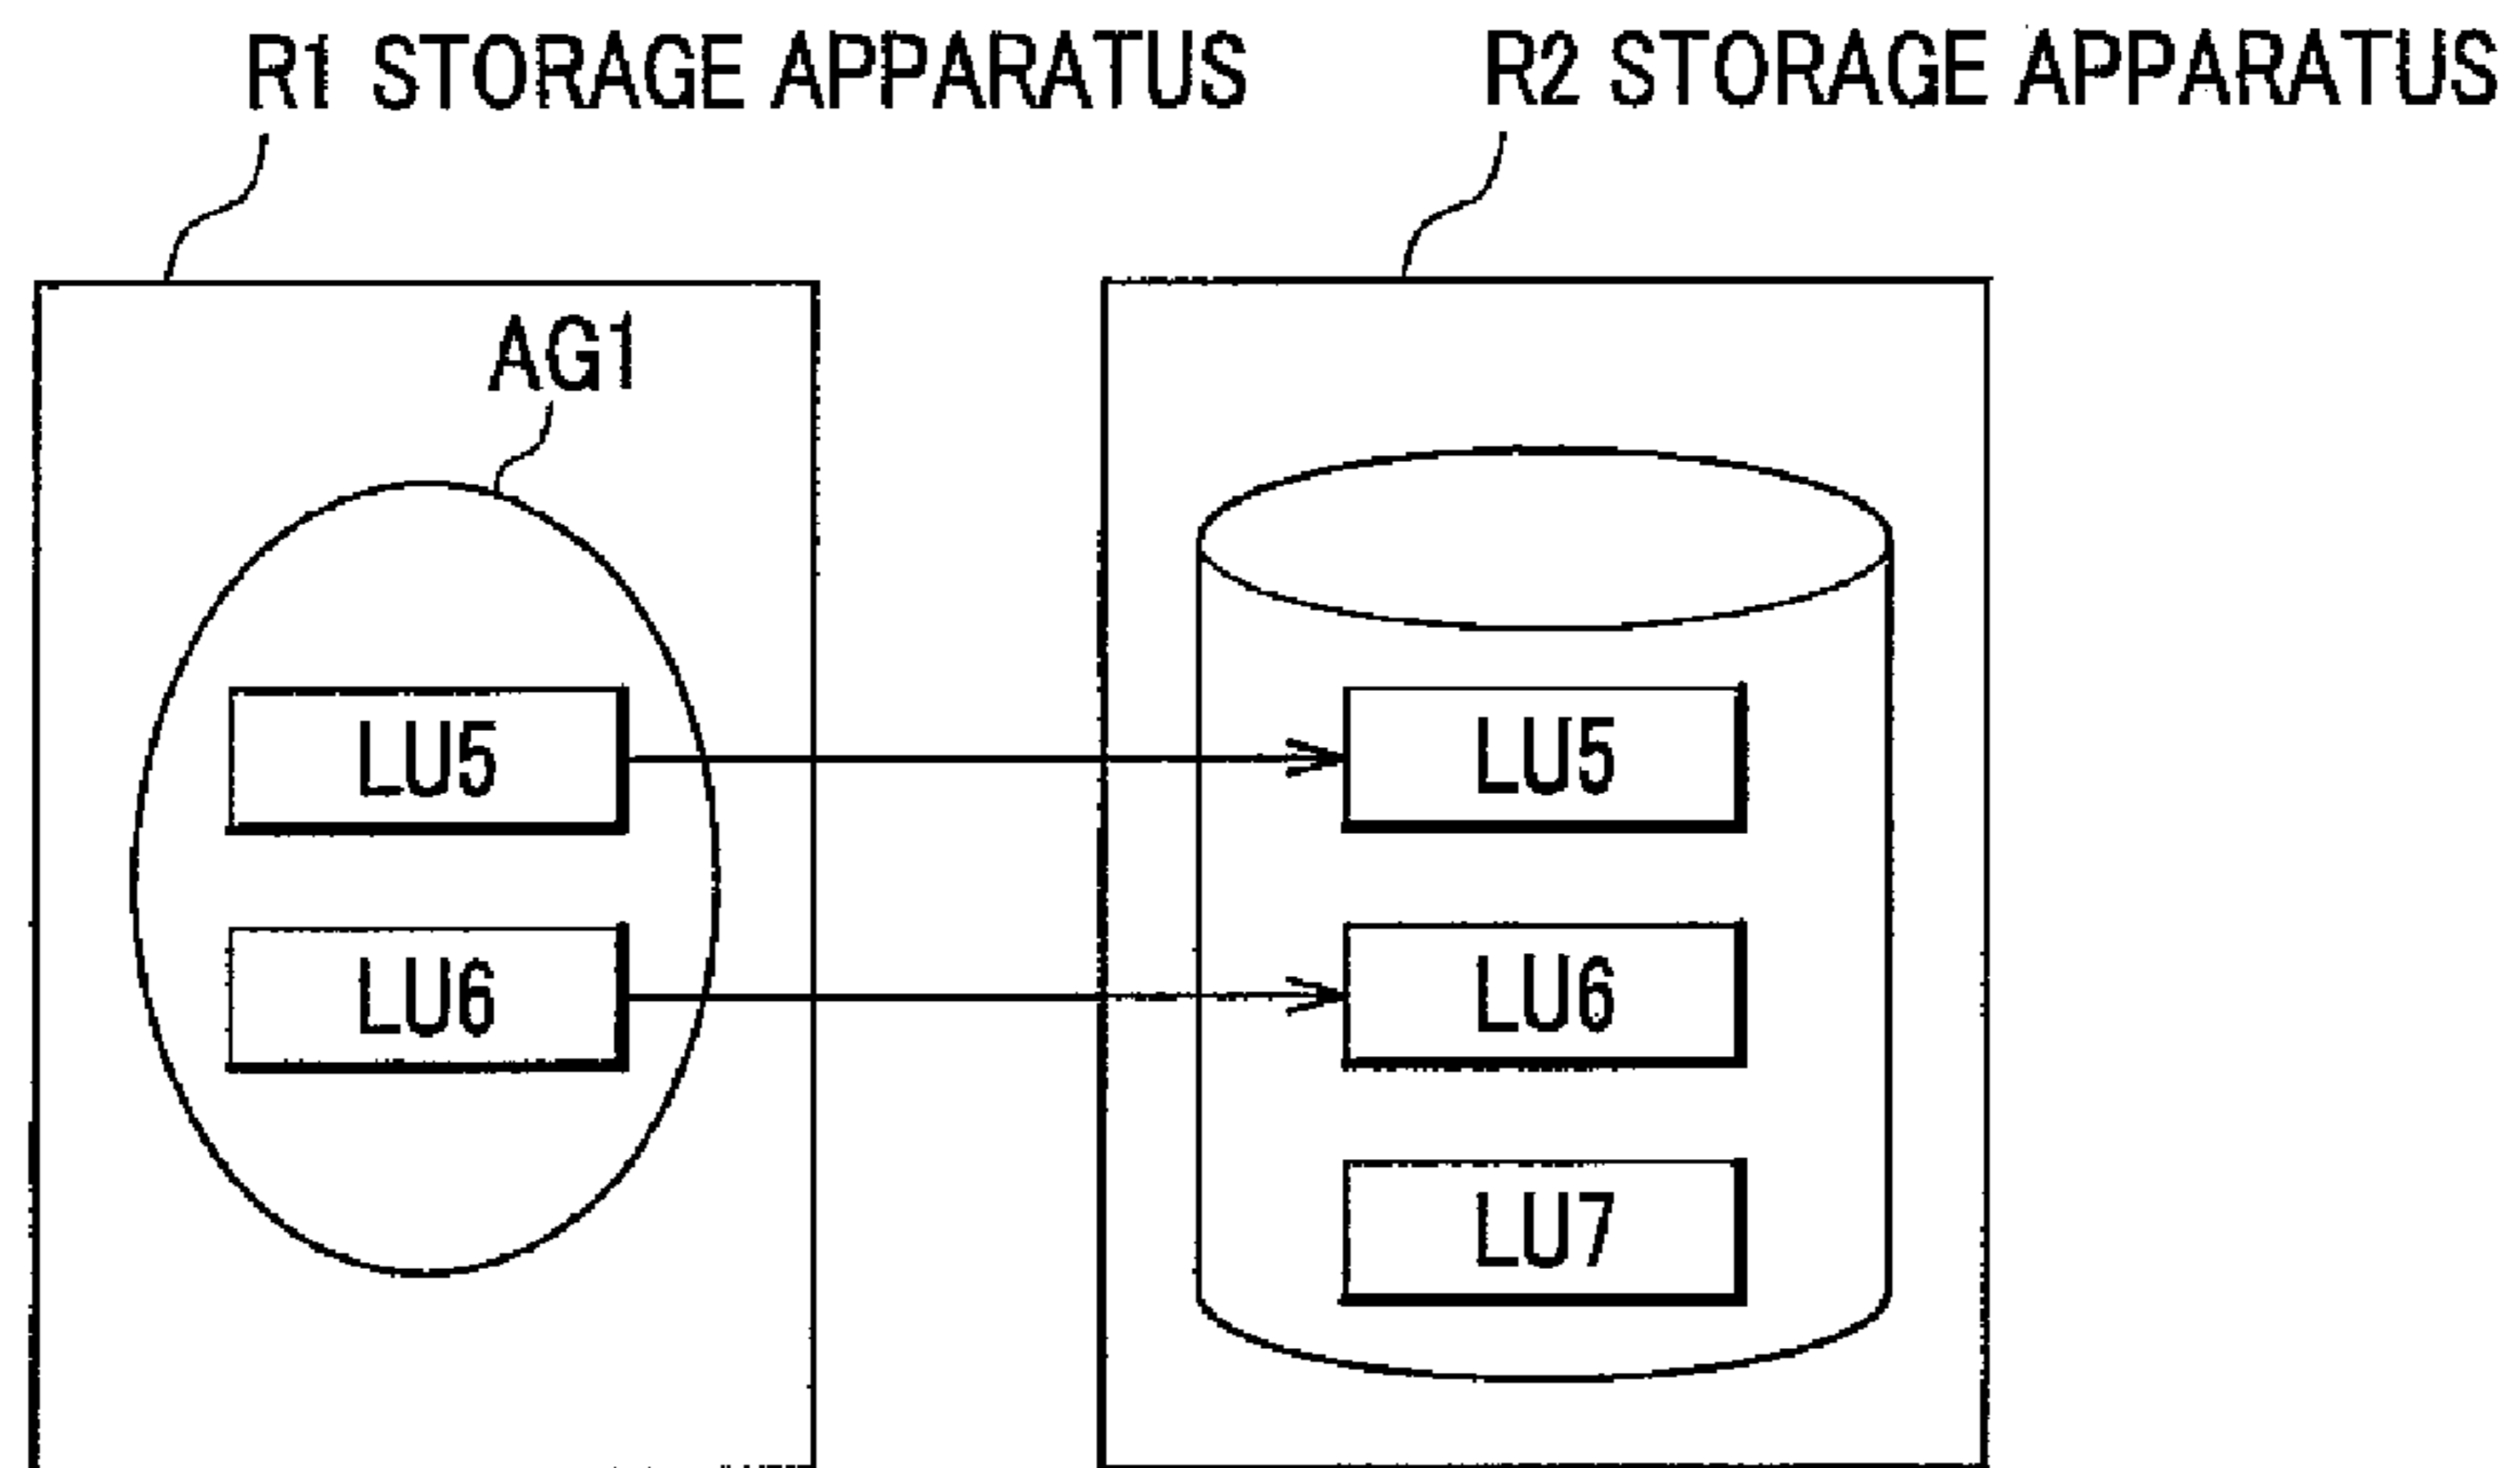 R1 STORAGE APPARATUS
R2 STORAGE APPARATUS
AG1
LU5
LU5
LU6
LU6
LU7